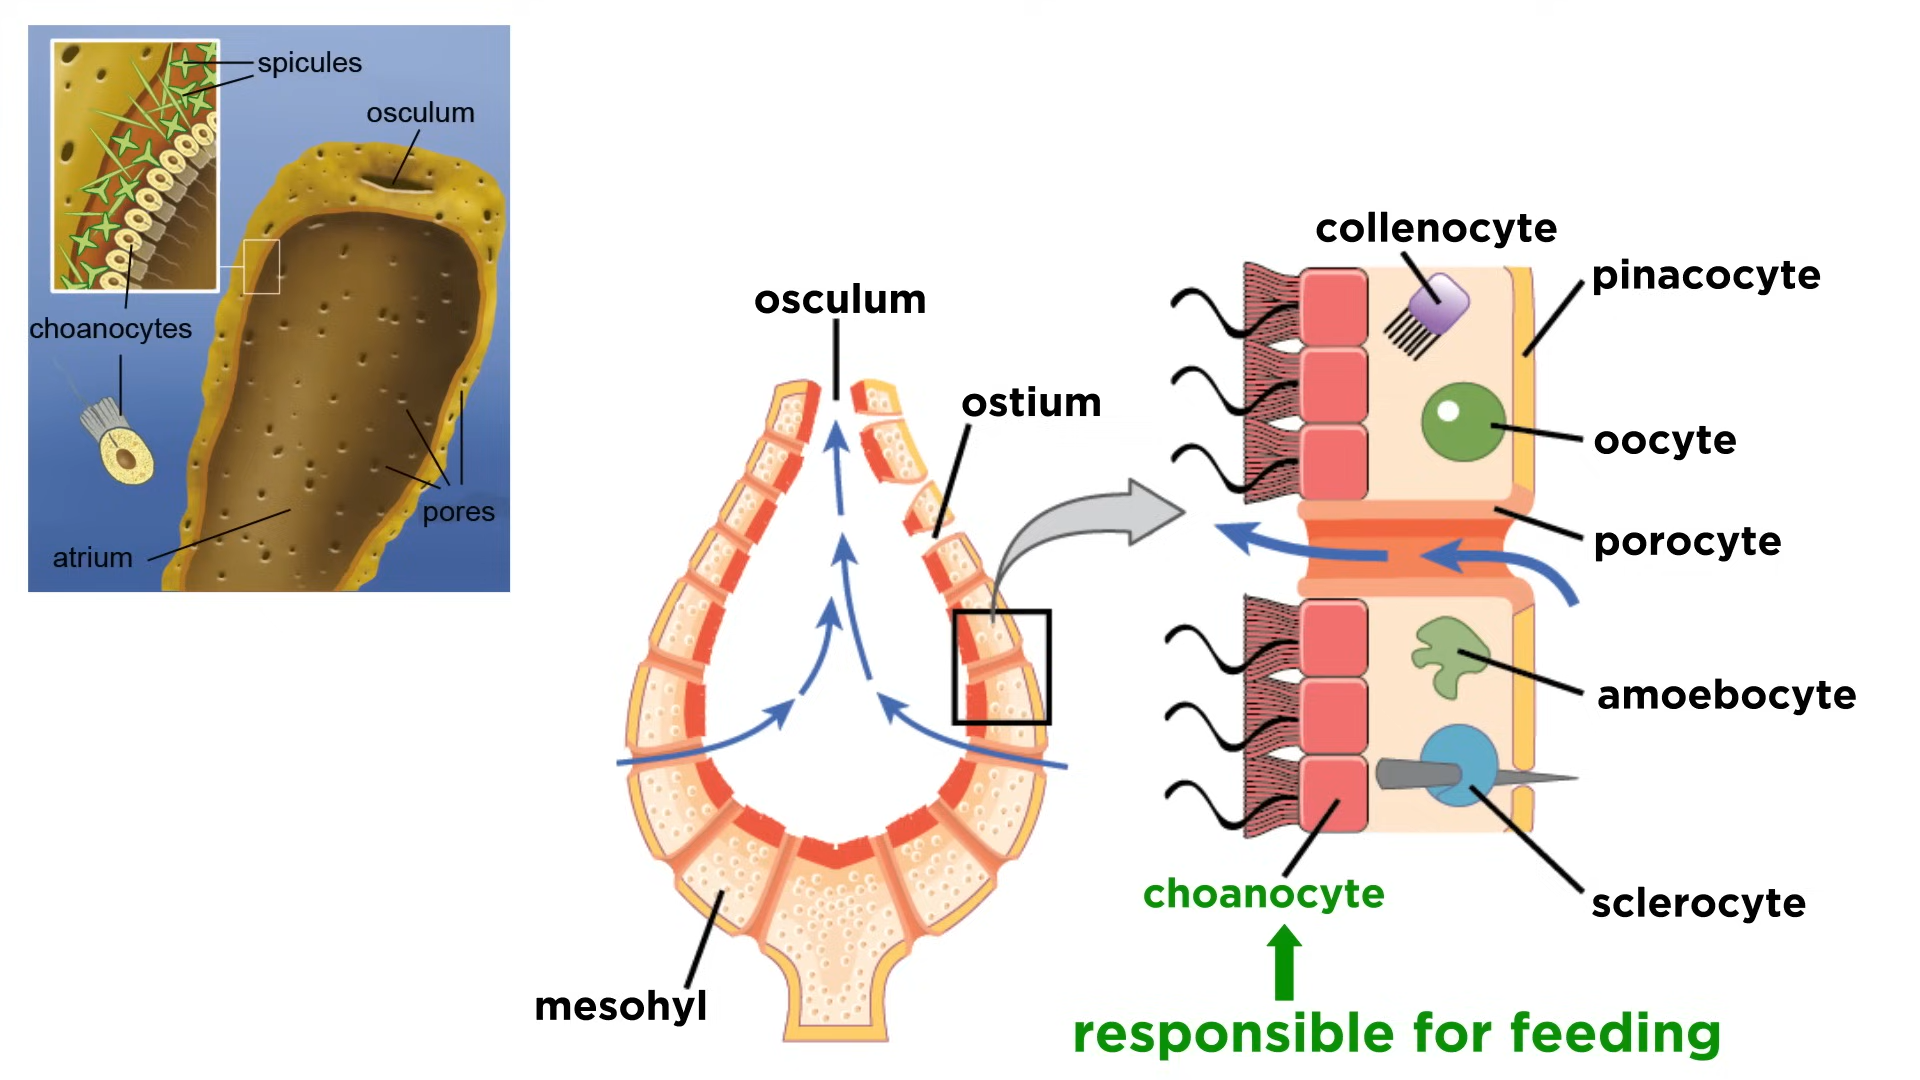 spicules
osculum
choanocytes
pores
atrium
osculum
ostium
mesohyl
collenocyte
pinacocyte
oocyte
porocyte
amoebocyte
sclerocyte
choanocyte
responsible for feeding